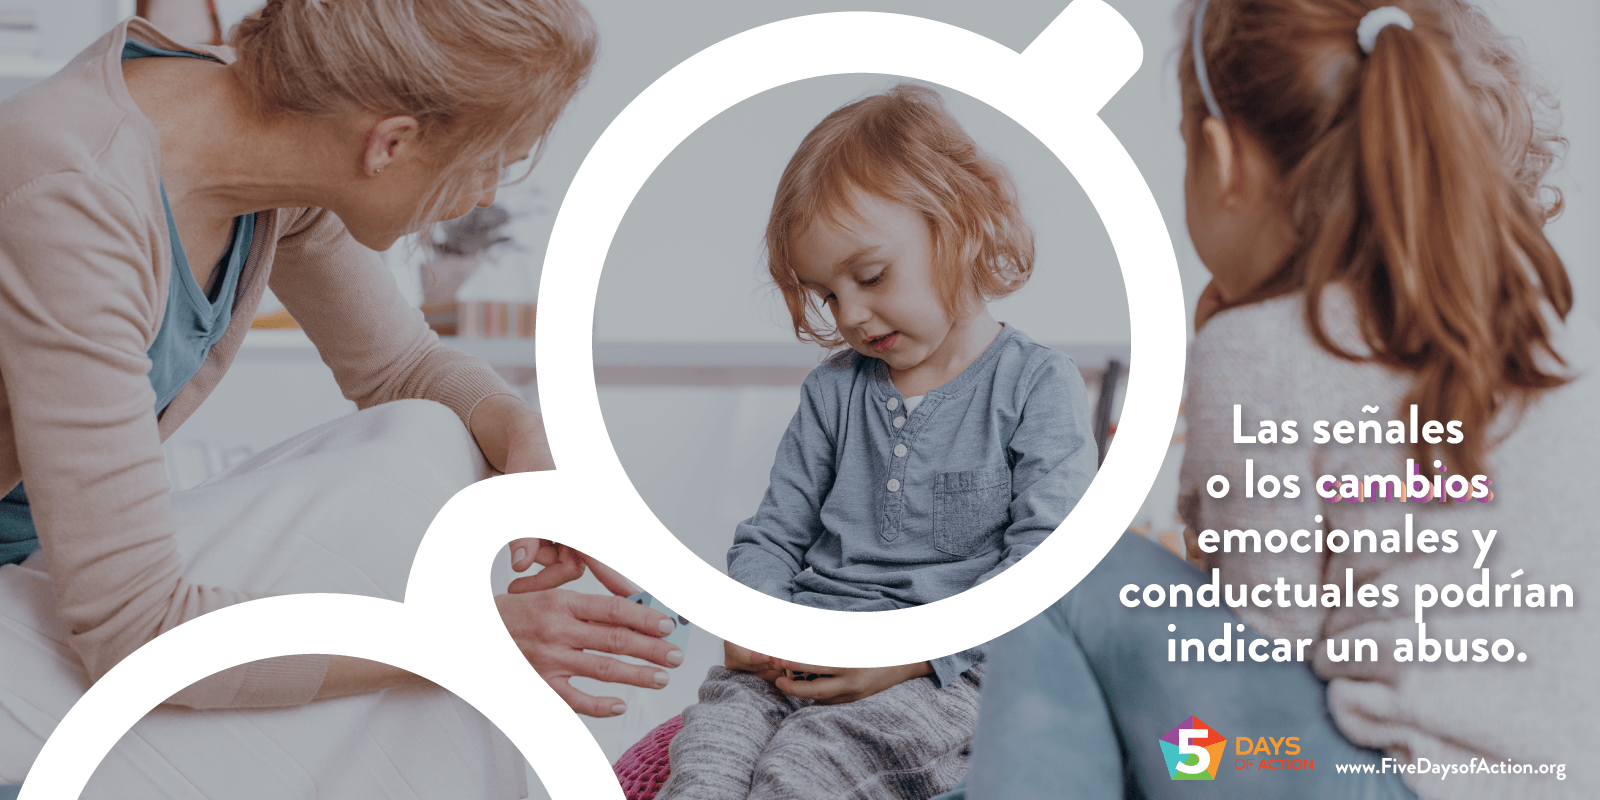 Las señales
o los cambios
emocionales y
conductuales podrían
indicar un abuso.
5 DAYS
OF ACTION
www.FiveDaysofAction.org